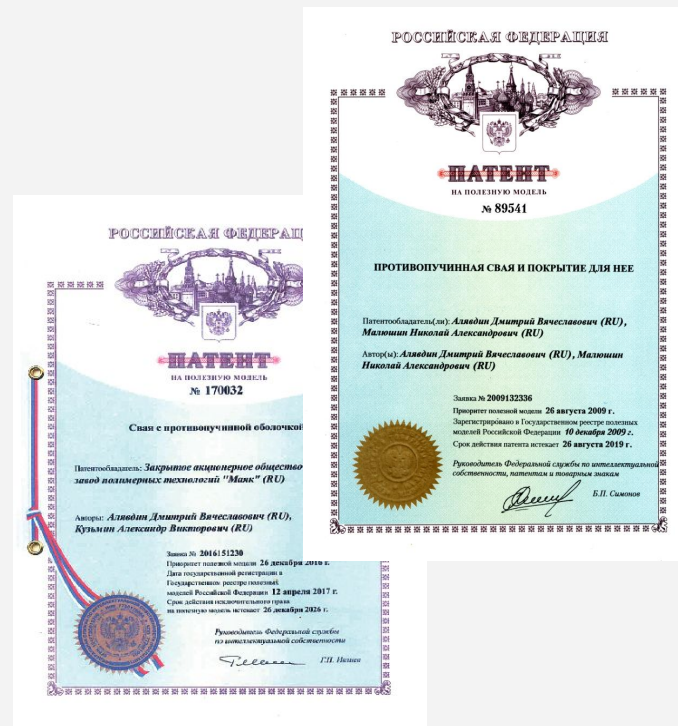 РОССИЙСКАЯ ФЕДЕРАЦИЯ
ПАТЕНТ
НА ПОЛЕЗНУЮ МОДЕЛЬ
№ 89541
ПРОТИВОПУЧИННАЯ СВАЯ И ПОКРЫТИЕ ДЛЯ НЕЕ
Патентообладатель(ли): Алявдин Дмитрий Вячеславович (RU),
Малюшин Николай Александрович (RU)
Автор(ы): Алявдин Дмитрий Вячеславович (RU), Малюшин
Николай Александрович (RU)
Заявка № 2009132336
Приоритет полезной модели 26 августа 2009 г.
Зарегистрировано в Государственном реестре полезных
моделей Российской Федерации 10 декабря 2009 г.
Срок действия патента истекает 26 августа 2019 г.
Руководитель Федеральной службы по интеллектуальной
собственности, патентам и товарным знакам
Б.П. Симонов
РОССИЙСКАЯ ФЕДЕРАЦ
ПАТЕНТ
НА ПОЛЕЗНУЮ МОДЕЛЬ
№ 170032
Свая с противопучинной оболочкой
Патентообладатель: Закрытое акционерное общество
завод полимерных технологий "Маяк" (RU)
Авторы: Алявдин Дмитрий Вячеславович (RU),
Кузьмин Александр Викторович (RU)
Заявка № 2016151230
Приоритет полезной модели 26 декабря 2016 г.
Дата государственной регистрации в
Государственном реестре полезных
моделей Российской Федерации 12 апреля 2017 г.
Срок действия исключительного права
на полезную модель истекает 26 декабря 2026 г.
Руководитель Федеральной службы
по интеллектуальной собственности
Г.П. Ивлиев